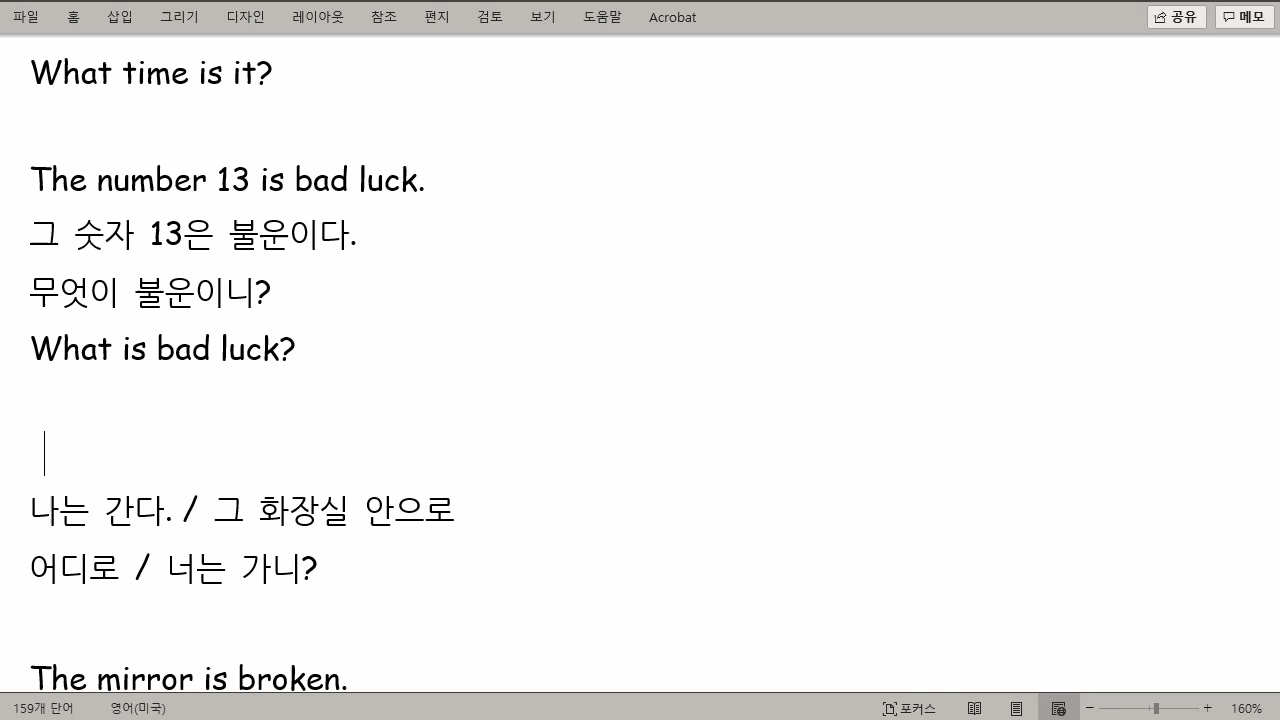 파일 홈 삽입 그리기 디자인 레이아웃 참조 편지 검토 보기 도움말 Acrobat 공유 메모
What time is it?
The number 13 is bad luck.
그 숫자 13은 불운이다.
무엇이 불운이니?
What is bad luck?
나는 간다. / 그 화장실 안으로
어디로 / 너는 가니?
The mirror is broken.
159개 단어 영어(미국) 포커스 - + 160%